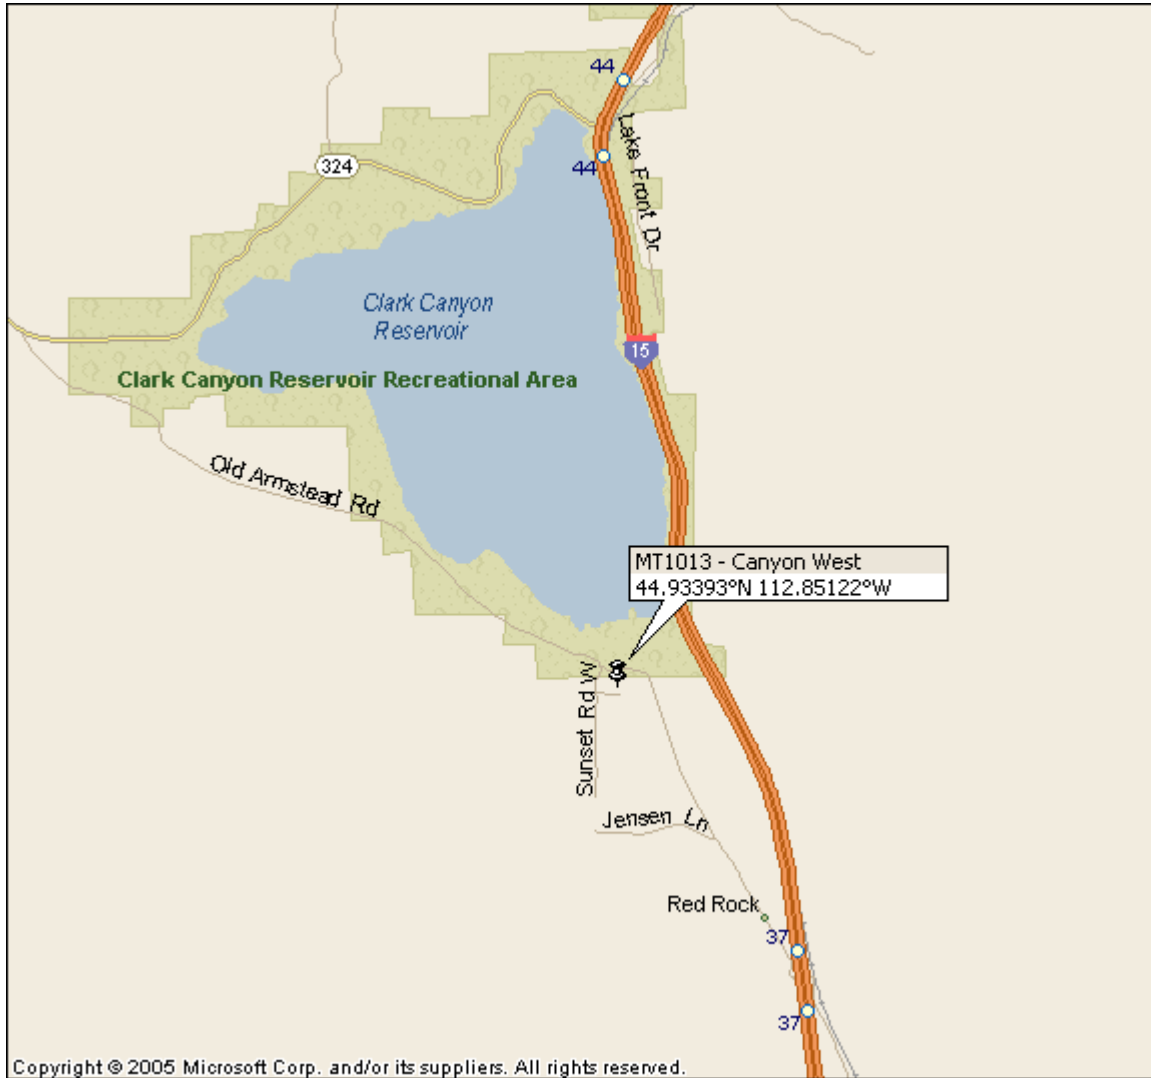 44
Lake Front Dr
44
324
Clark Canyon
Reservoir
15
Clark Canyon Reservoir Recreational Area
Old Armstead Rd
MT1013 - Canyon West
44.93393°N 112.85122°W
Sunset Rd W
Jensen Ln
Red Rock
37
37
Copyright © 2005 Microsoft Corp. and/or its suppliers. All rights reserved.